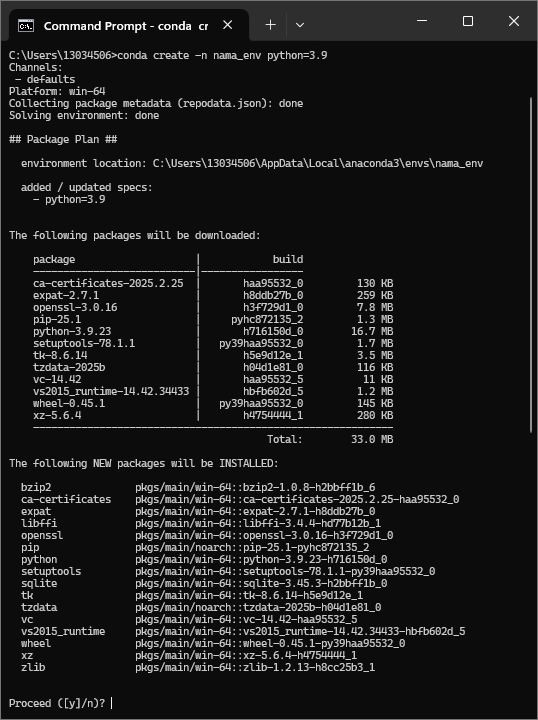 Command Prompt - conda  cr
C:\Users\13034506>conda create -n nama_env python=3.9
Channels:
 - defaults
Platform: win-64
Collecting package metadata (repodata.json): done
Solving environment: done

## Package Plan ##

  environment location: C:\Users\13034506\AppData\Local\anaconda3\envs\nama_env

  added / updated specs:
    - python=3.9


The following packages will be downloaded:

    package                    |            build
    ---------------------------|-----------------
    ca-certificates-2025.2.25  |       haa95532_0         130 KB
    expat-2.7.1                |       h8ddb27b_0         259 KB
    openssl-3.0.16             |       h3f729d1_0         7.8 MB
    pip-25.1                   |     pyhc872135_2         1.3 MB
    python-3.9.23              |       h716150d_0        16.7 MB
    setuptools-78.1.1          |   py39haa95532_0         1.7 MB
    tk-8.6.14                  |       h5e9d12e_1         3.5 MB
    tzdata-2025b               |       h04d1e81_0         116 KB
    vc-14.42                   |       haa95532_5          11 KB
    vs2015_runtime-14.42.34433 |       hbfb602d_5         1.2 MB
    wheel-0.45.1               |   py39haa95532_0         145 KB
    xz-5.6.4                   |       h4754444_1         280 KB
    ------------------------------------------------------------
                                           Total:        33.0 MB

The following NEW packages will be INSTALLED:

  bzip2              pkgs/main/win-64::bzip2-1.0.8-h2bbff1b_6
  ca-certificates    pkgs/main/win-64::ca-certificates-2025.2.25-haa95532_0
  expat              pkgs/main/win-64::expat-2.7.1-h8ddb27b_0
  libffi             pkgs/main/win-64::libffi-3.4.4-hd77b12b_1
  openssl            pkgs/main/win-64::openssl-3.0.16-h3f729d1_0
  pip                pkgs/main/noarch::pip-25.1-pyhc872135_2
  python             pkgs/main/win-64::python-3.9.23-h716150d_0
  setuptools         pkgs/main/win-64::setuptools-78.1.1-py39haa95532_0
  sqlite             pkgs/main/win-64::sqlite-3.45.3-h2bbff1b_0
  tk                 pkgs/main/win-64::tk-8.6.14-h5e9d12e_1
  tzdata             pkgs/main/noarch::tzdata-2025b-h04d1e81_0
  vc                 pkgs/main/win-64::vc-14.42-haa95532_5
  vs2015_runtime     pkgs/main/win-64::vs2015_runtime-14.42.34433-hbfb602d_5
  wheel              pkgs/main/win-64::wheel-0.45.1-py39haa95532_0
  xz                 pkgs/main/win-64::xz-5.6.4-h4754444_1
  zlib               pkgs/main/win-64::zlib-1.2.13-h8cc25b3_1


Proceed ([y]/n)?